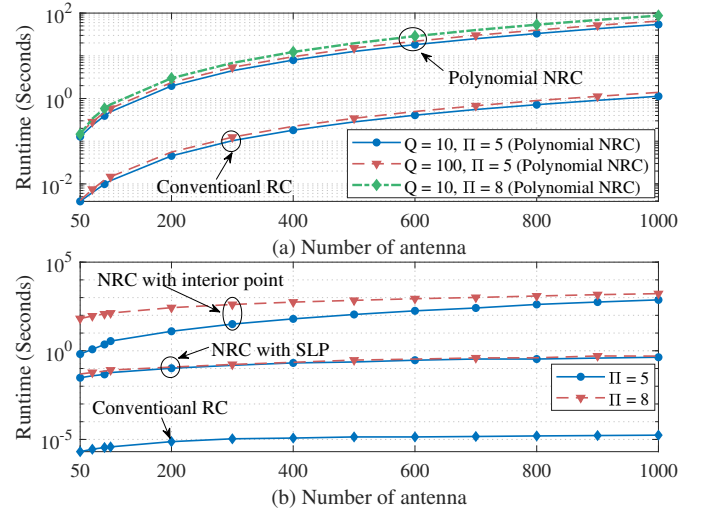 10^2
10^0
10^-2
Runtime (Seconds)
Polynomial NRC
Conventioanl RC
Q = 10, Π = 5 (Polynomial NRC)
Q = 100, Π = 5 (Polynomial NRC)
Q = 10, Π = 8 (Polynomial NRC)
50 200 400 600 800 1000
(a) Number of antenna
10^5
10^0
10^-5
Runtime (Seconds)
NRC with interior point
NRC with SLP
Conventioanl RC
Π = 5
Π = 8
50 200 400 600 800 1000
(b) Number of antenna